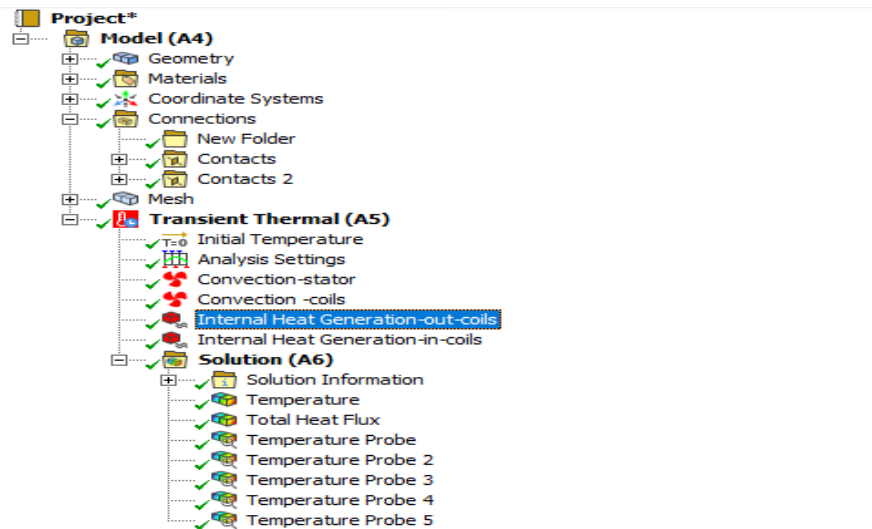 Project*
Model (A4)
Geometry
Materials
Coordinate Systems
Connections
New Folder
Contacts
Contacts 2
Mesh
Transient Thermal (A5)
T=0 Initial Temperature
Analysis Settings
Convection-stator
Convection -coils
Internal Heat Generation-out-coils
Internal Heat Generation-in-coils
Solution (A6)
Solution Information
Temperature
Total Heat Flux
Temperature Probe
Temperature Probe 2
Temperature Probe 3
Temperature Probe 4
Temperature Probe 5